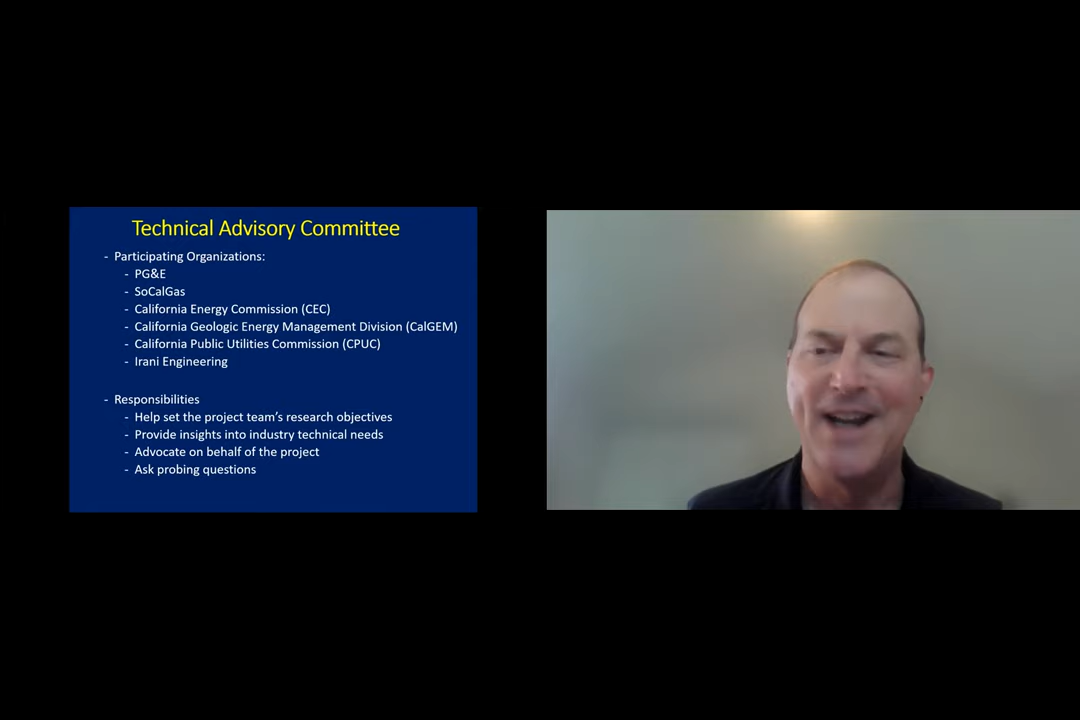 Technical Advisory Committee
- Participating Organizations:
- PG&E
- SoCalGas
- California Energy Commission (CEC)
- California Geologic Energy Management Division (CalGEM)
- California Public Utilities Commission (CPUC)
- Irani Engineering
- Responsibilities
- Help set the project team's research objectives
- Provide insights into industry technical needs
- Advocate on behalf of the project
- Ask probing questions